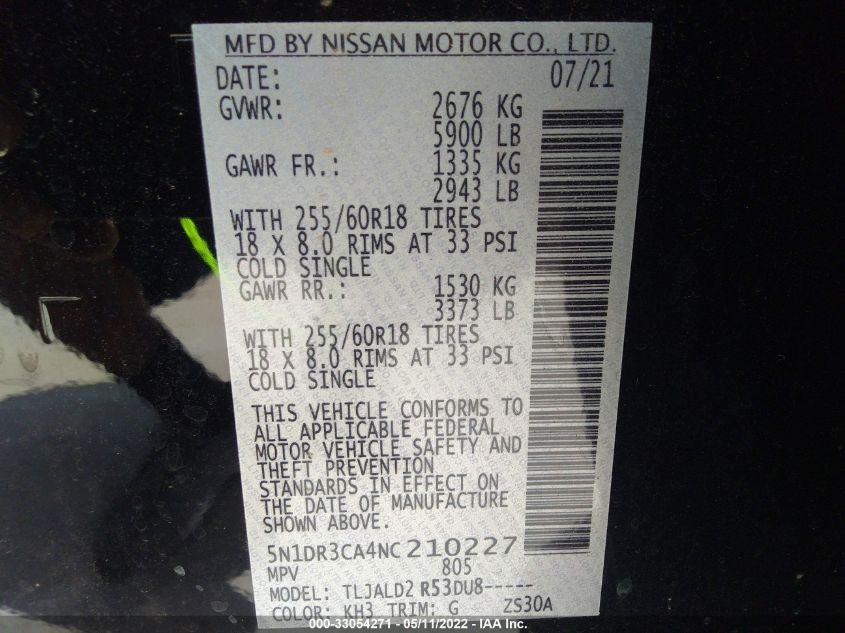 MFD BY NISSAN MOTOR CO., LTD.
DATE: 07/21
GVWR: 2676 KG
5900 LB
GAWR FR.: 1335 KG
2943 LB
WITH 255/60R18 TIRES
18 X 8.0 RIMS AT 33 PSI
COLD SINGLE
GAWR RR.: 1530 KG
3373 LB
WITH 255/60R18 TIRES
18 X 8.0 RIMS AT 33 PSI
COLD SINGLE
THIS VEHICLE CONFORMS TO
ALL APPLICABLE FEDERAL
MOTOR VEHICLE SAFETY AND
THEFT PREVENTION
STANDARDS IN EFFECT ON
THE DATE OF MANUFACTURE
SHOWN ABOVE.
5N1DR3CA4NC210227
MPV 805
MODEL: TLJALD2 R53DU8-----
COLOR: KH3 TRIM: G ZS30A
000-33054271 - 05/11/2022 - IAA Inc.